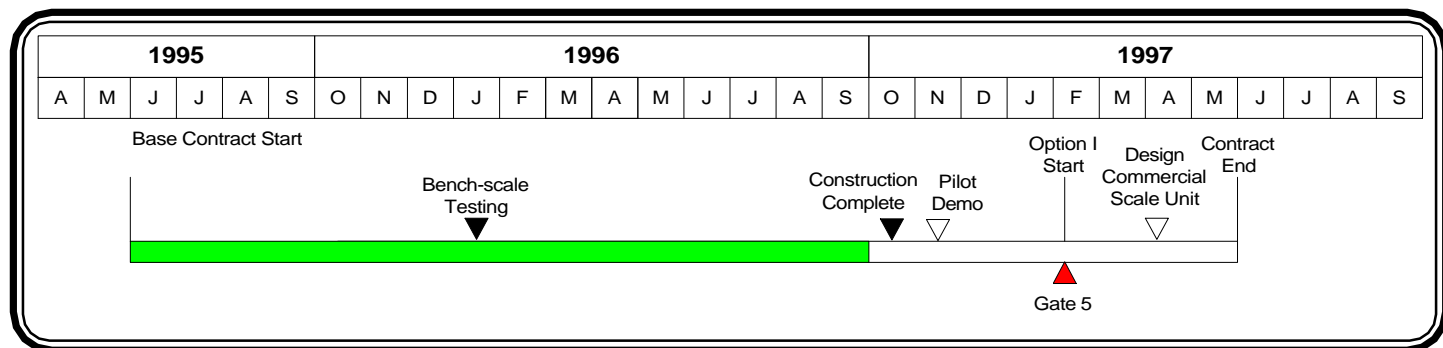 1995 1996 1997
A M J J A S O N D J F M A M J J A S O N D J F M A M J J A S
Base Contract Start
Bench-scale
Testing
Construction
Complete
Pilot
Demo
Option I
Start
Design
Commercial
Scale Unit
Contract
End
Gate 5